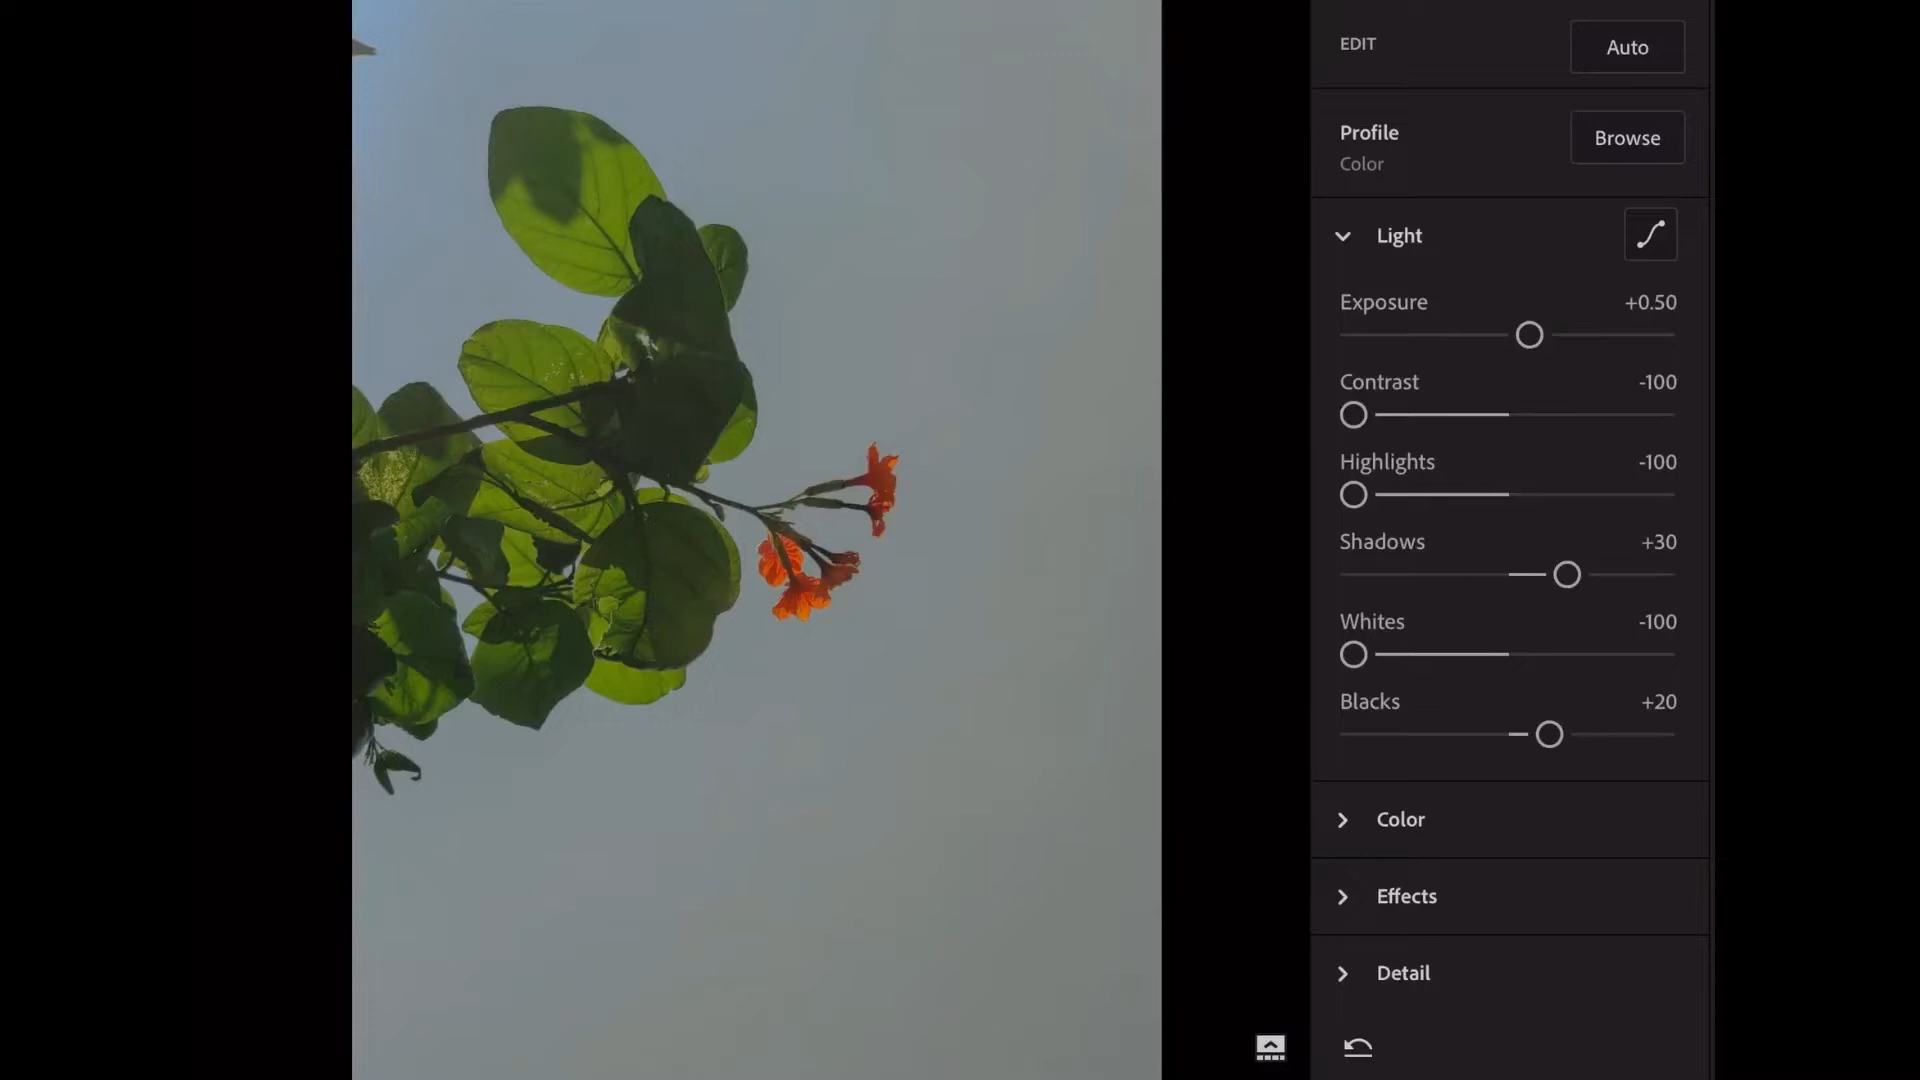 EDIT
Auto
Profile
Browse
Color
Light
Exposure +0.50
Contrast -100
Highlights -100
Shadows +30
Whites -100
Blacks +20
Color
Effects
Detail